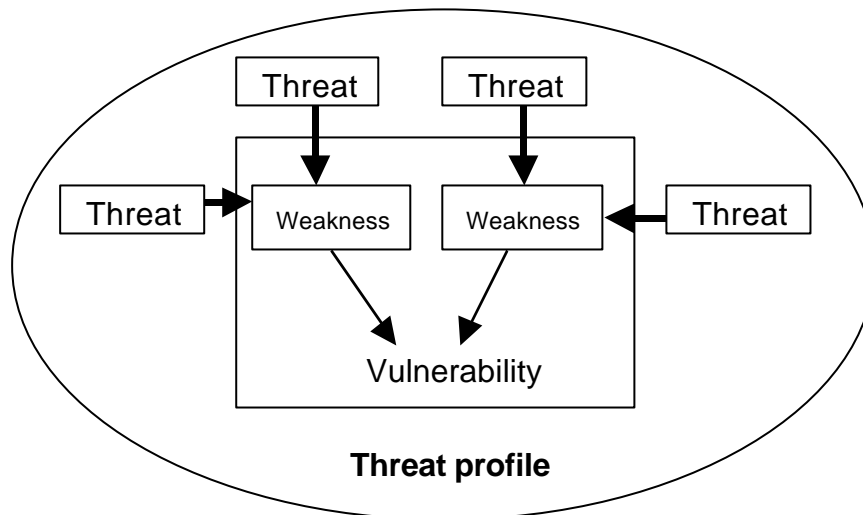 Threat
Threat
Threat
Weakness
Weakness
Threat
Vulnerability
Threat profile